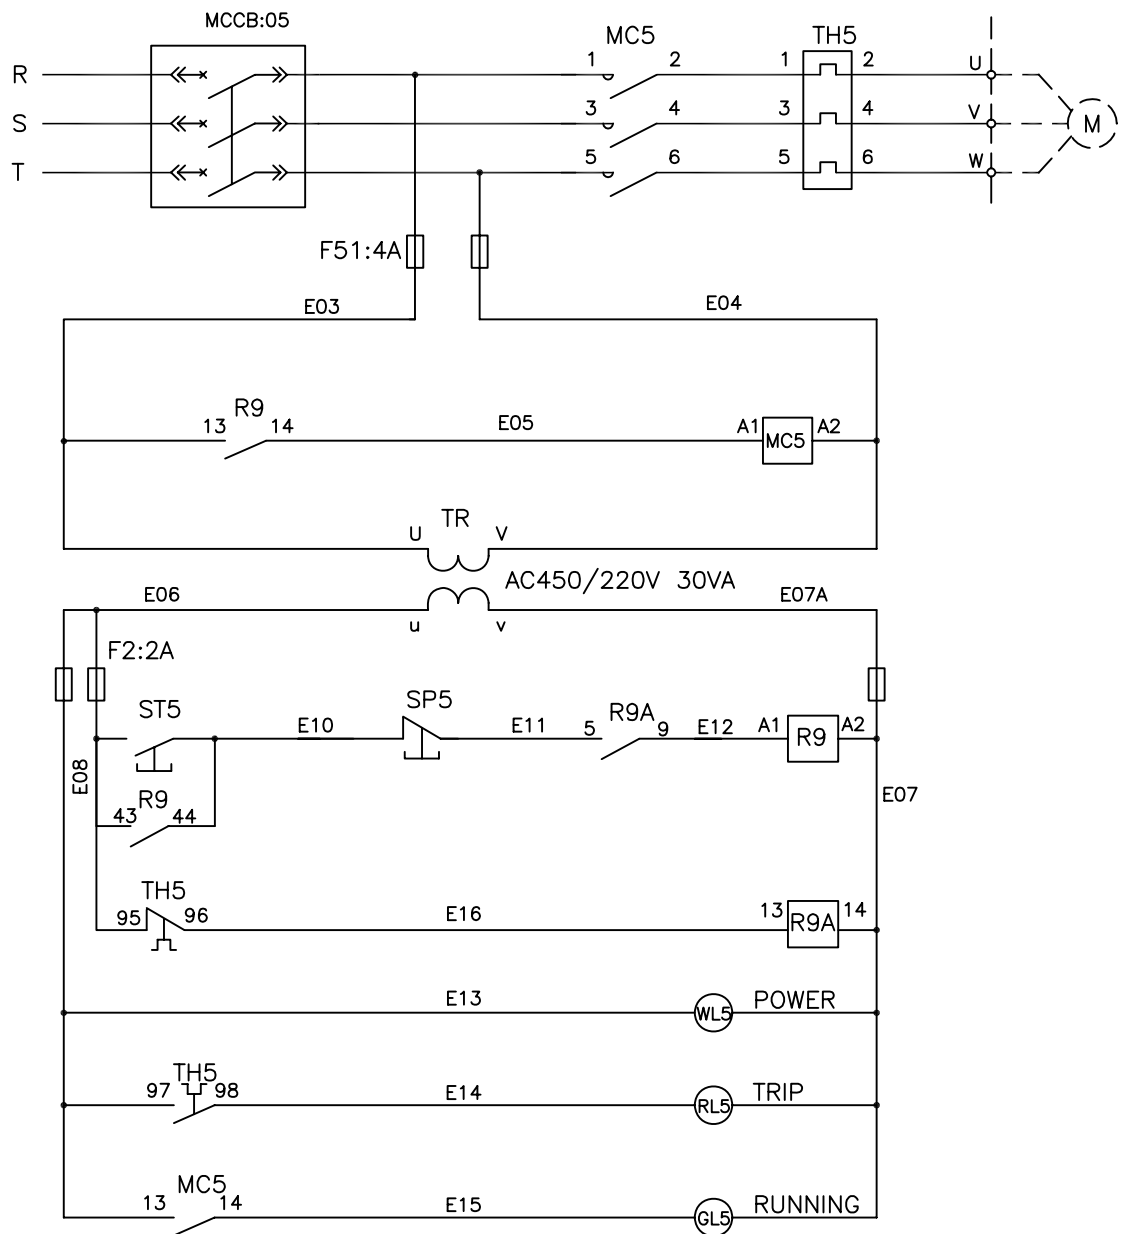 MCCB:05
MC5
TH5
R
1
2
1
2
U
S
3
4
3
4
V
M
T
5
6
5
6
W
F51:4A
E03
E04
R9
13
14
E05
A1
MC5
A2
U
TR
V
AC450/220V 30VA
E06
E07A
u
v
F2:2A
ST5
SP5
E10
E11
R9A
5
9
E12
A1
R9
A2
E08
E07
R9
43
44
TH5
95
96
E16
13
R9A
14
E13
WL5
POWER
TH5
97
98
E14
RL5
TRIP
MC5
13
14
E15
GL5
RUNNING